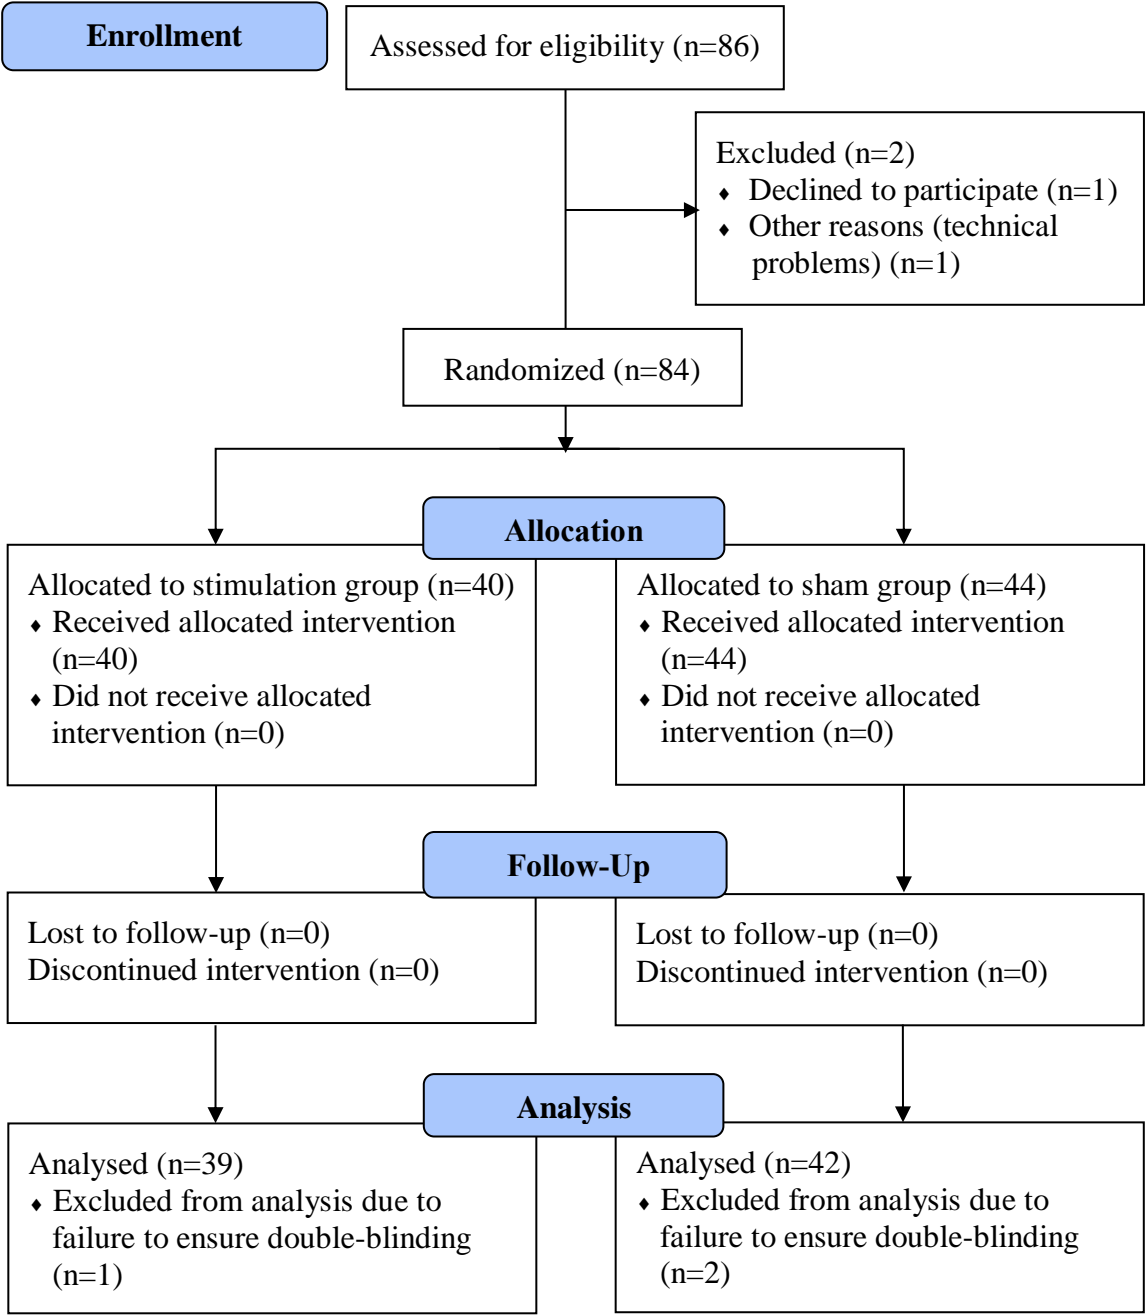 Enrollment
Assessed for eligibility (n=86)
Excluded (n=2)
⬧ Declined to participate (n=1)
⬧ Other reasons (technical
problems) (n=1)
Randomized (n=84)
Allocation
Allocated to stimulation group (n=40)
⬧ Received allocated intervention
(n=40)
⬧ Did not receive allocated
intervention (n=0)
Allocated to sham group (n=44)
⬧ Received allocated intervention
(n=44)
⬧ Did not receive allocated
intervention (n=0)
Follow-Up
Lost to follow-up (n=0)
Discontinued intervention (n=0)
Lost to follow-up (n=0)
Discontinued intervention (n=0)
Analysis
Analysed (n=39)
⬧ Excluded from analysis due to
failure to ensure double-blinding
(n=1)
Analysed (n=42)
⬧ Excluded from analysis due to
failure to ensure double-blinding
(n=2)